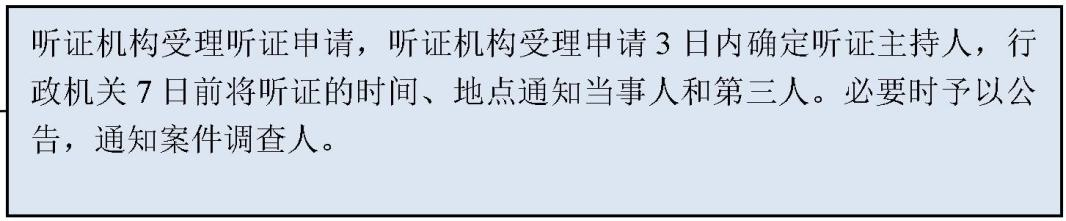 听证机构受理听证申请，听证机构受理申请 3 日内确定听证主持人，行
政机关 7 日前将听证的时间、地点通知当事人和第三人。必要时予以公
告，通知案件调查人。